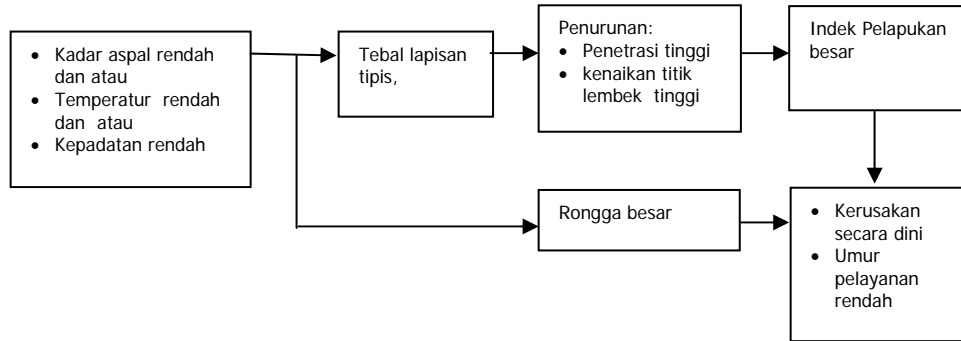 • Kadar aspal rendah
dan atau
• Temperatur rendah
dan atau
• Kepadatan rendah
Tebal lapisan
tipis,
Penurunan:
• Penetrasi tinggi
• kenaikan titik
lembek tinggi
Indek Pelapukan
besar
Rongga besar
• Kerusakan
secara dini
• Umur
pelayanan
rendah